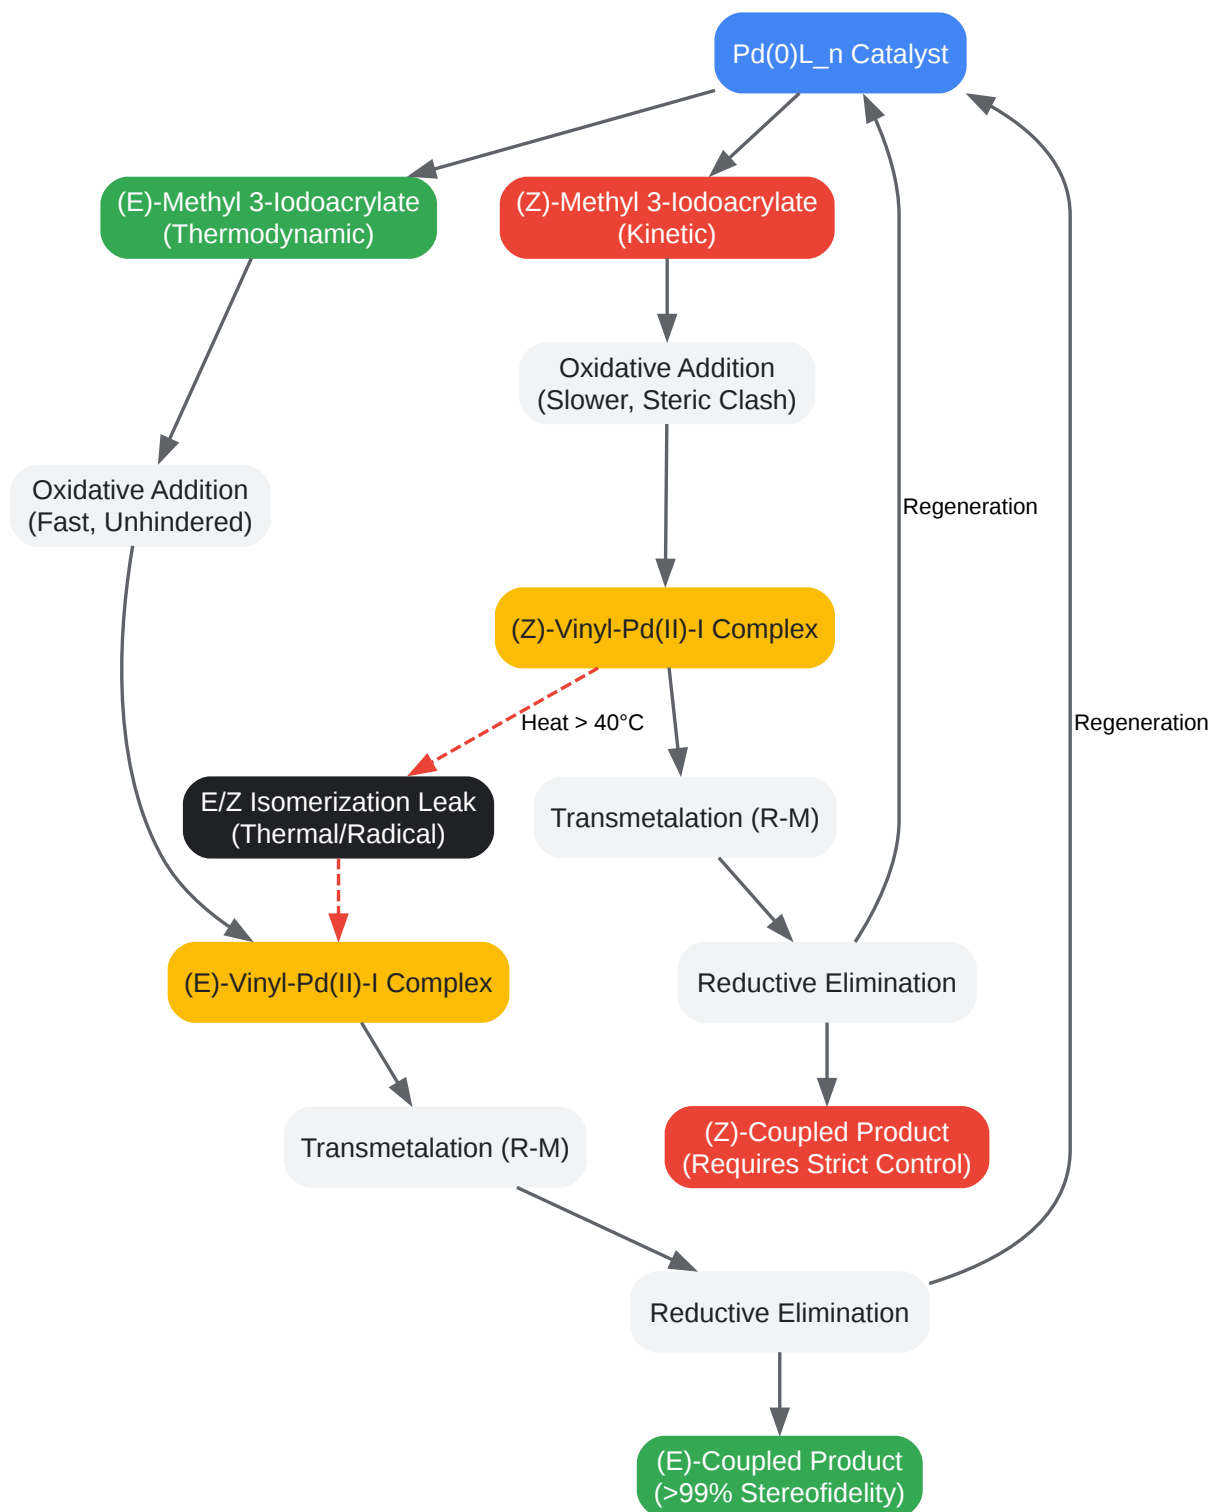 Pd(0)L_n Catalyst
(E)-Methyl 3-Iodoacrylate
(Thermodynamic)
(Z)-Methyl 3-Iodoacrylate
(Kinetic)
Oxidative Addition
(Slower, Steric Clash)
Oxidative Addition
(Fast, Unhindered)
Regeneration
(Z)-Vinyl-Pd(II)-I Complex
Heat > 40°C
Regeneration
E/Z Isomerization Leak
(Thermal/Radical)
Transmetalation (R-M)
(E)-Vinyl-Pd(II)-I Complex
Reductive Elimination
Transmetalation (R-M)
(Z)-Coupled Product
(Requires Strict Control)
Reductive Elimination
(E)-Coupled Product
(>99% Stereofidelity)